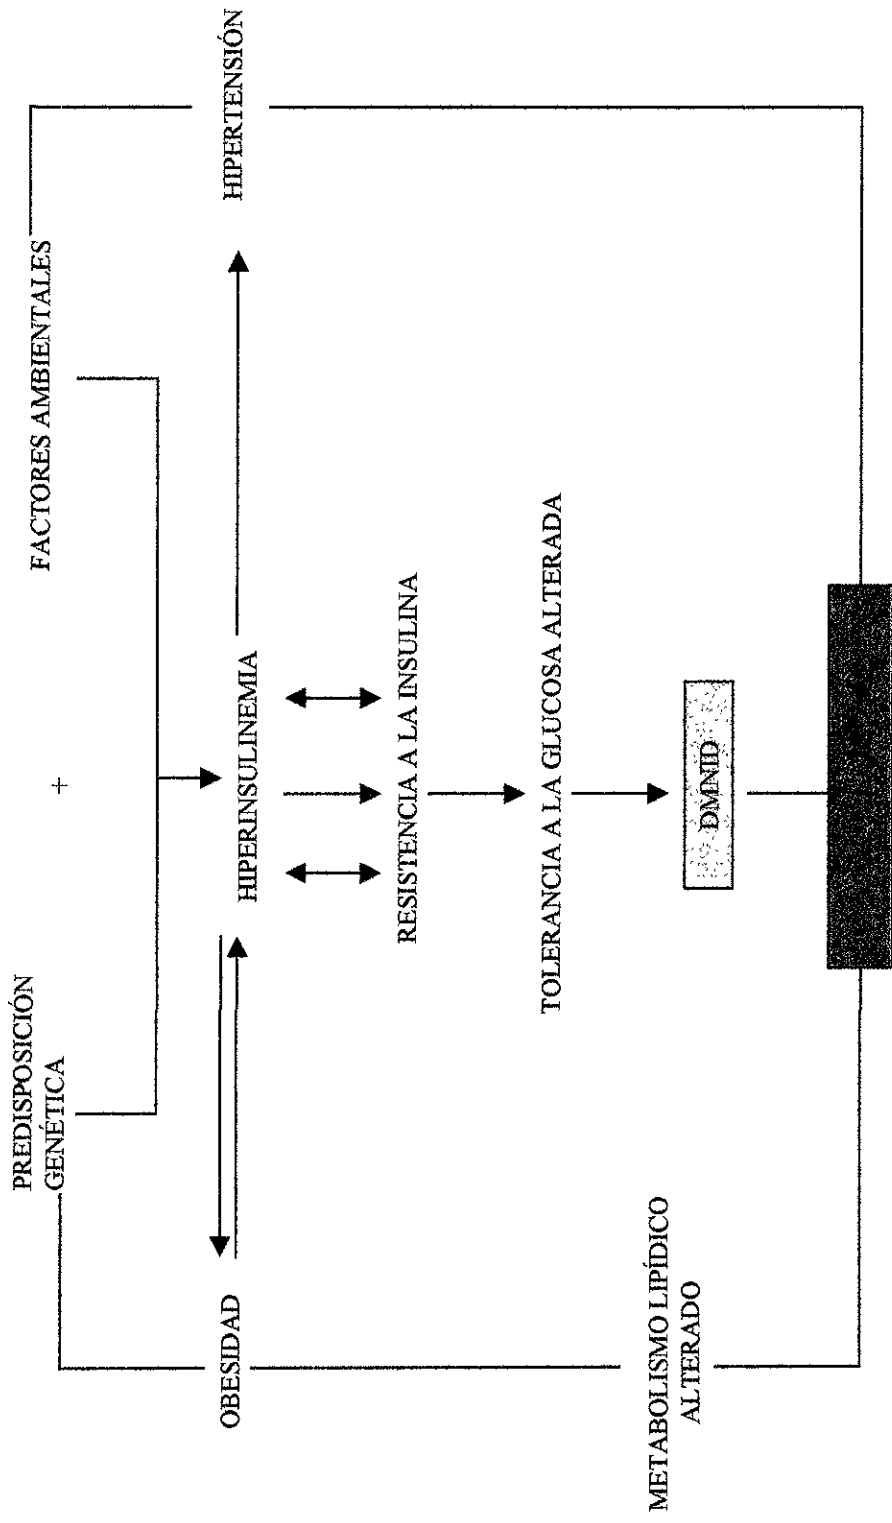 PREDISPOSICIÓN
GENÉTICA
+
FACTORES AMBIENTALES
OBESIDAD
HIPERINSULINEMIA
HIPERTENSIÓN
RESISTENCIA A LA INSULINA
TOLERANCIA A LA GLUCOSA ALTERADA
METABOLISMO LIPÍDICO
ALTERADO
DMNID